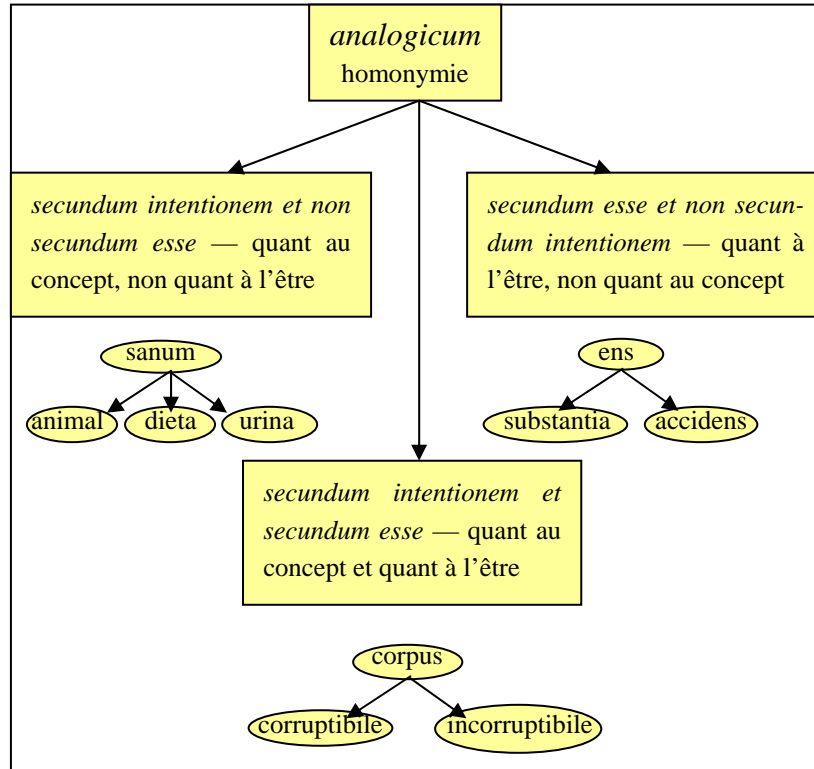 analogicum
homonymie
secundum intentionem et non
secundum esse — quant au
concept, non quant à l'être
secundum esse et non secun-
dum intentionem — quant à
l'être, non quant au concept
sanum
animal dieta urina
ens
substantia accidens
secundum intentionem et
secundum esse — quant au
concept et quant à l'être
corpus
corruptibile incorruptibile